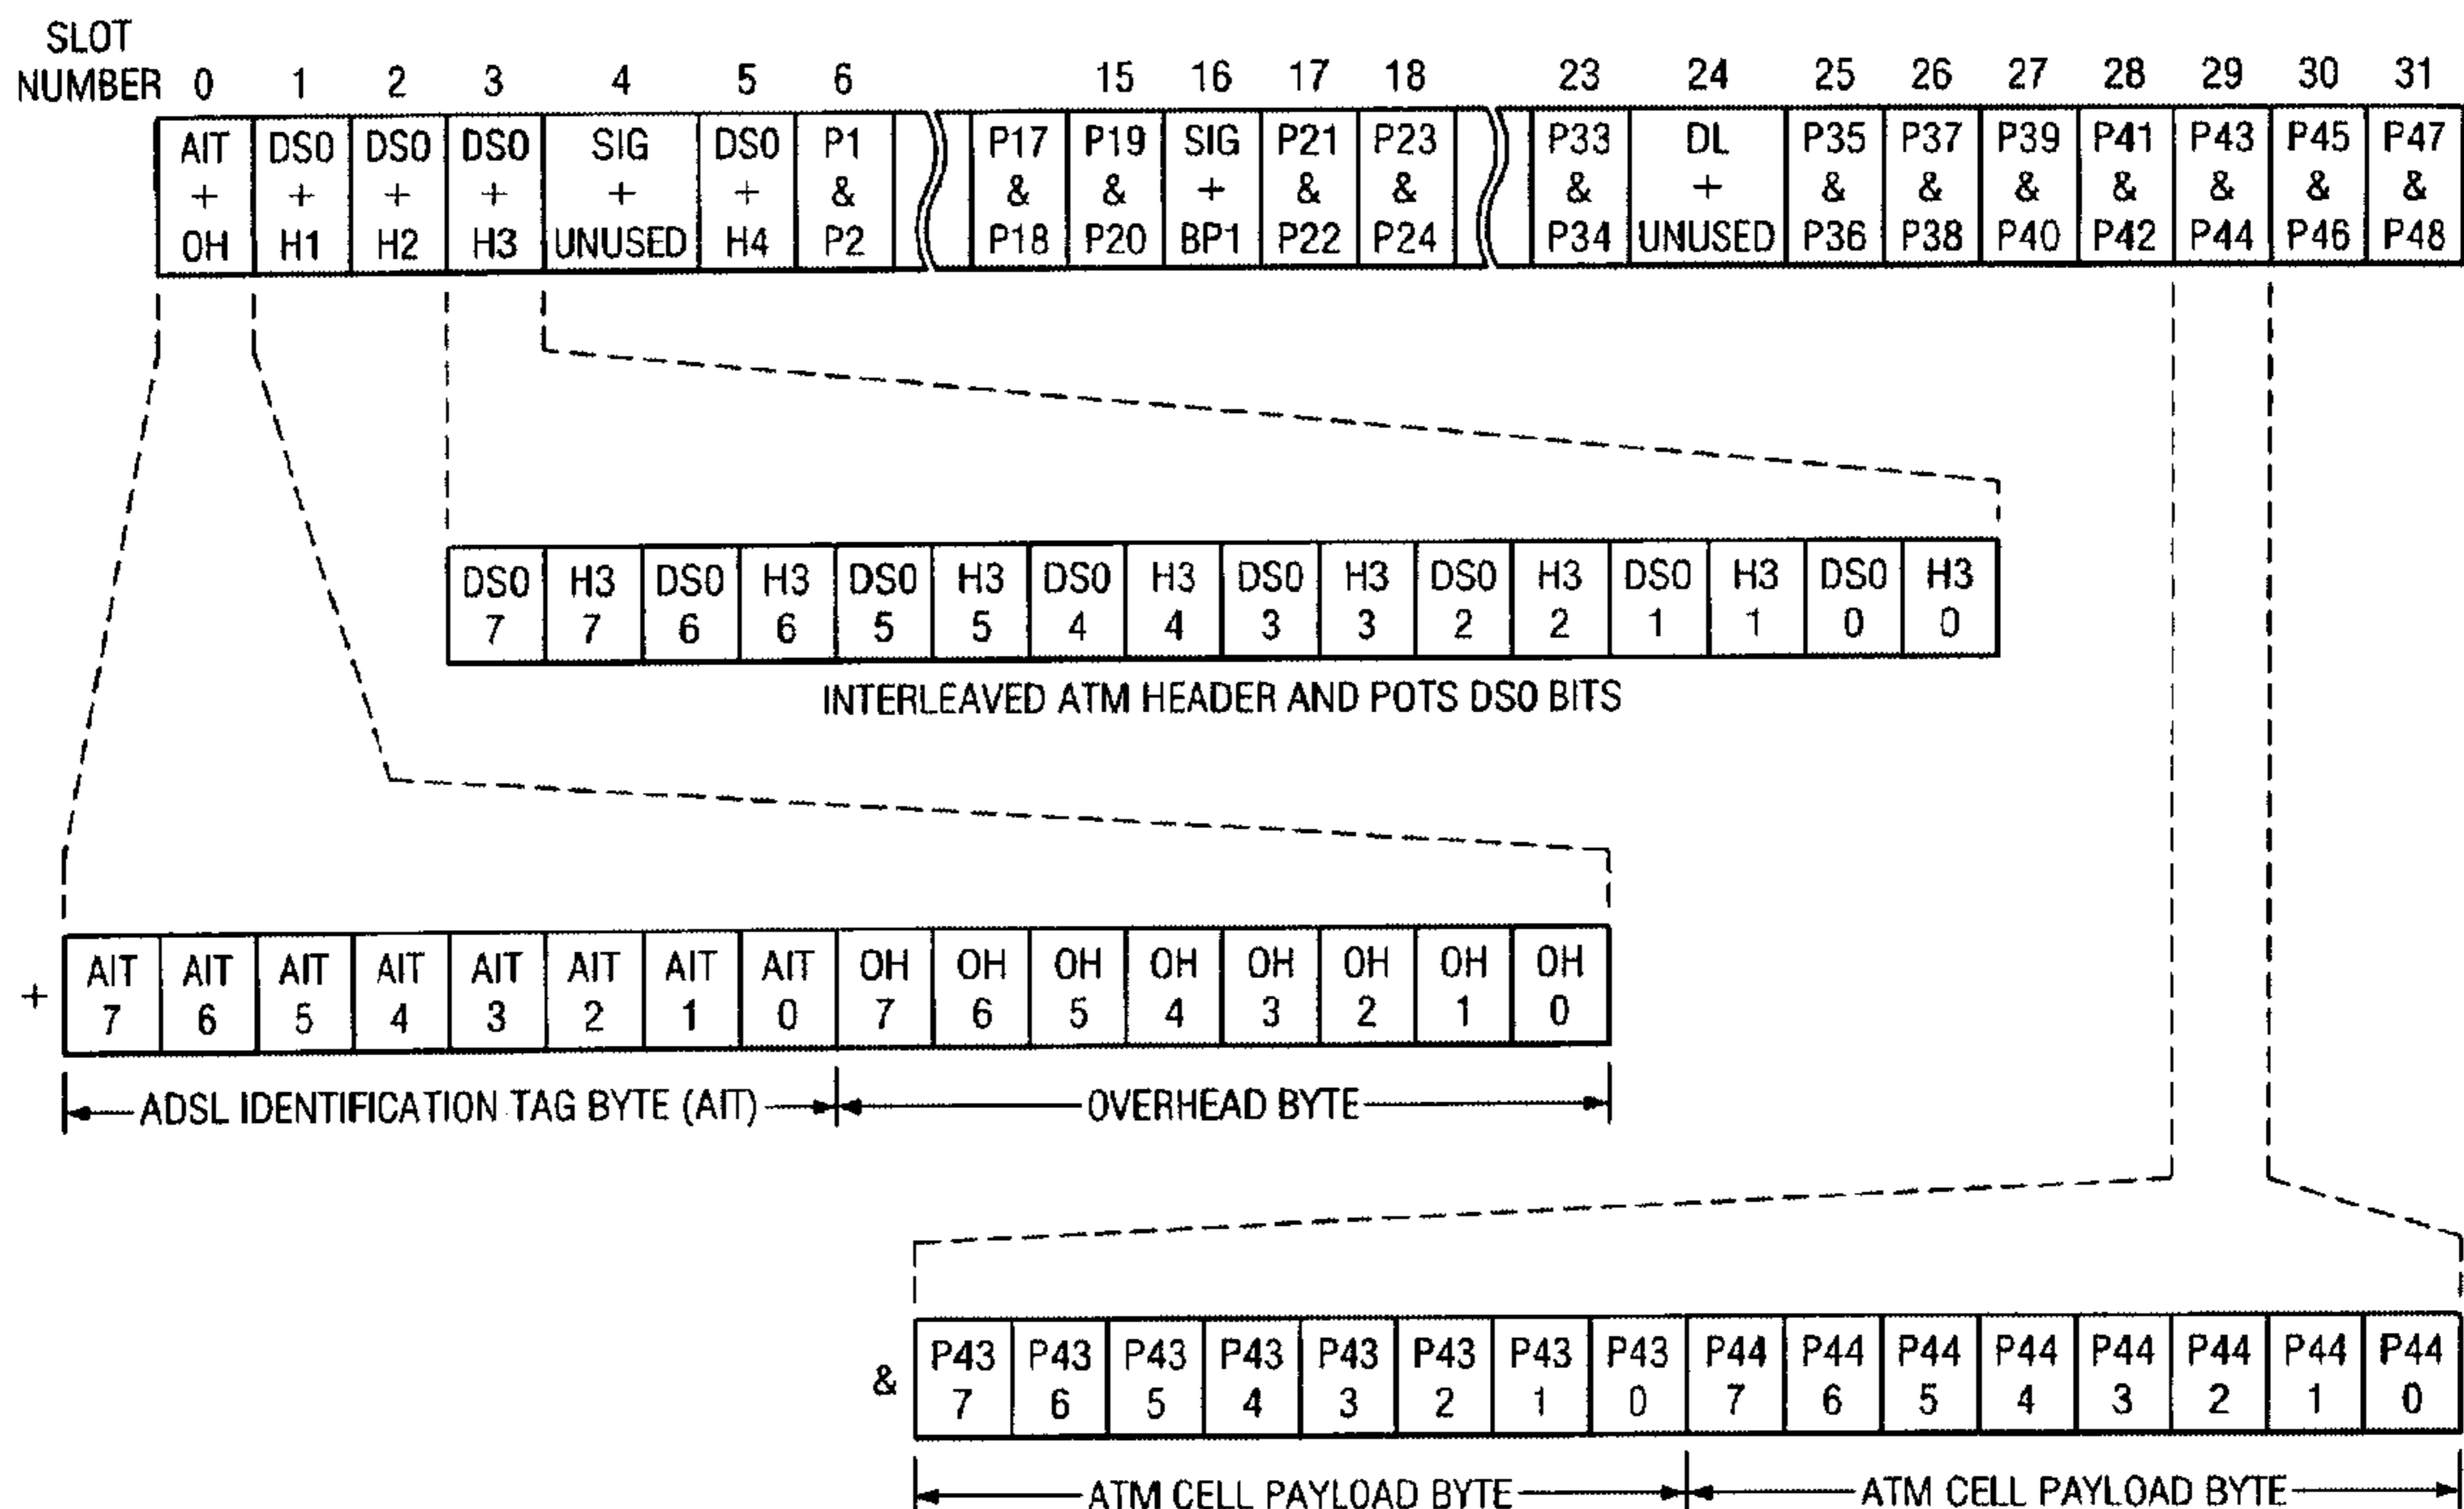 SLOT
NUMBER 0 1 2 3 4 5 6 15 16 17 18 23 24 25 26 27 28 29 30 31
AIT DS0 DS0 DS0 SIG DS0 P1 P17 P19 SIG P21 P23 P33 DL P35 P37 P39 P41 P43 P45 P47
+ + + + + + & & & + & & & + & & & & & & &
OH H1 H2 H3 UNUSED H4 P2 P18 P20 BP1 P22 P24 P34 UNUSED P36 P38 P40 P42 P44 P46 P48
DS0 H3 DS0 H3 DS0 H3 DS0 H3 DS0 H3 DS0 H3 DS0 H3 DS0 H3
7 7 6 6 5 5 4 4 3 3 2 2 1 1 0 0
INTERLEAVED ATM HEADER AND POTS DS0 BITS
AIT AIT AIT AIT AIT AIT AIT AIT OH OH OH OH OH OH OH OH
+ 7 6 5 4 3 2 1 0 7 6 5 4 3 2 1 0
ADSL IDENTIFICATION TAG BYTE (AIT) OVERHEAD BYTE
P43 P43 P43 P43 P43 P43 P43 P43 P44 P44 P44 P44 P44 P44 P44 P44
& 7 6 5 4 3 2 1 0 7 6 5 4 3 2 1 0
ATM CELL PAYLOAD BYTE ATM CELL PAYLOAD BYTE